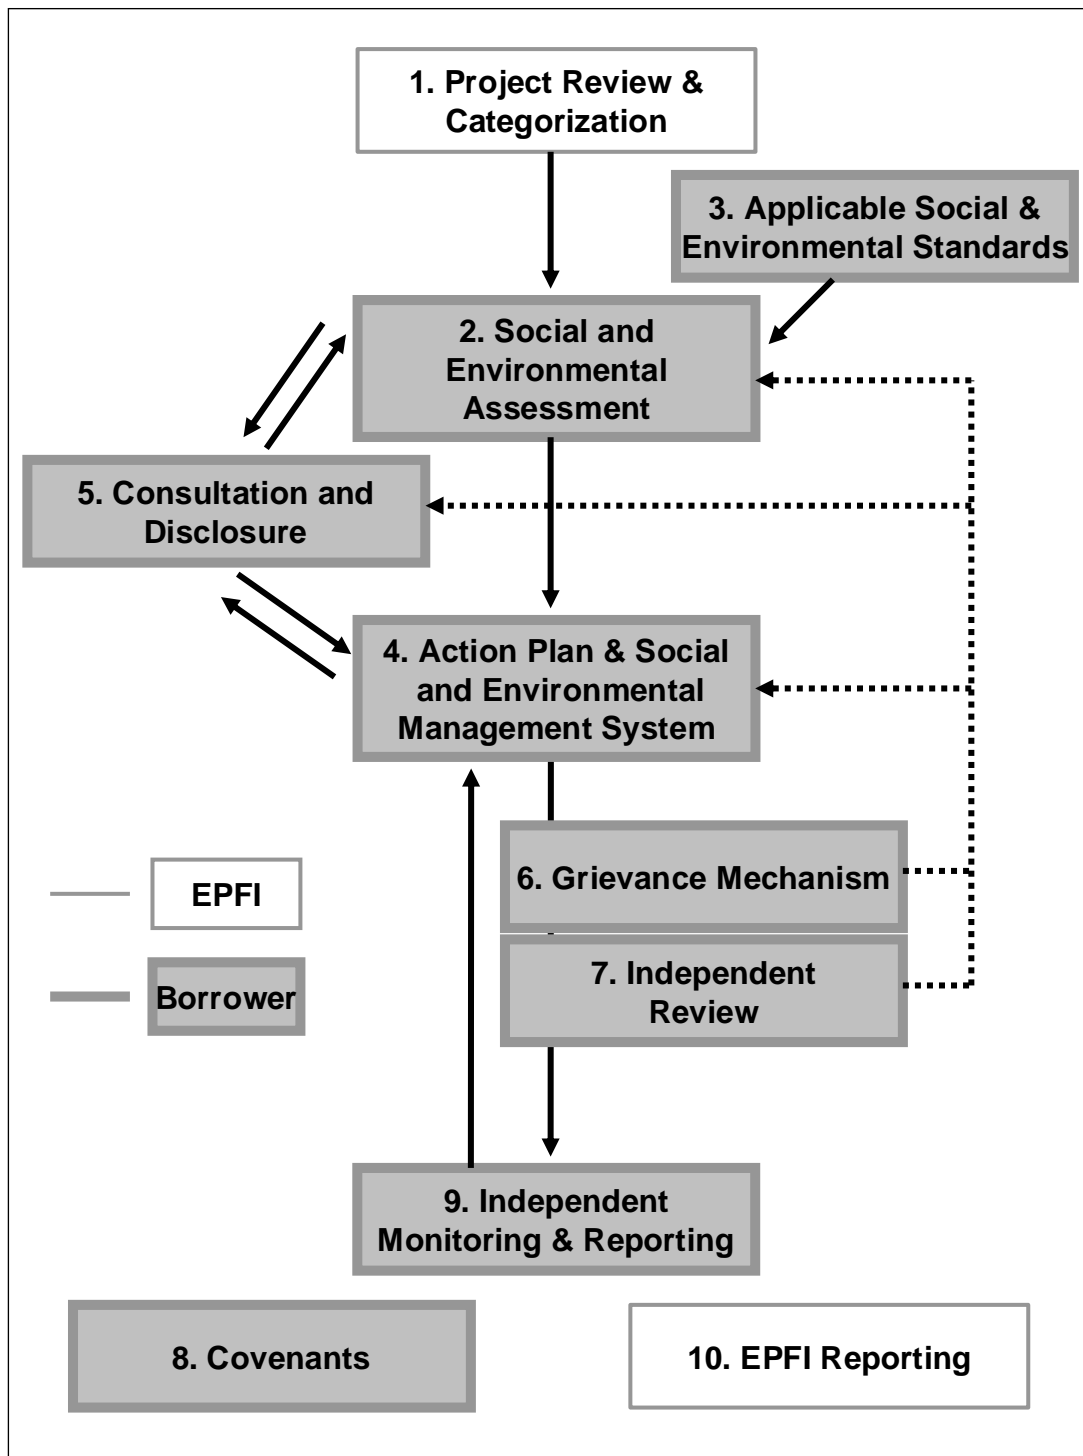 1. Project Review &
Categorization
3. Applicable Social &
Environmental Standards
2. Social and
Environmental
Assessment
5. Consultation and
Disclosure
4. Action Plan & Social
and Environmental
Management System
6. Grievance Mechanism
EPFI
7. Independent
Review
Borrower
9. Independent
Monitoring & Reporting
8. Covenants
10. EPFI Reporting